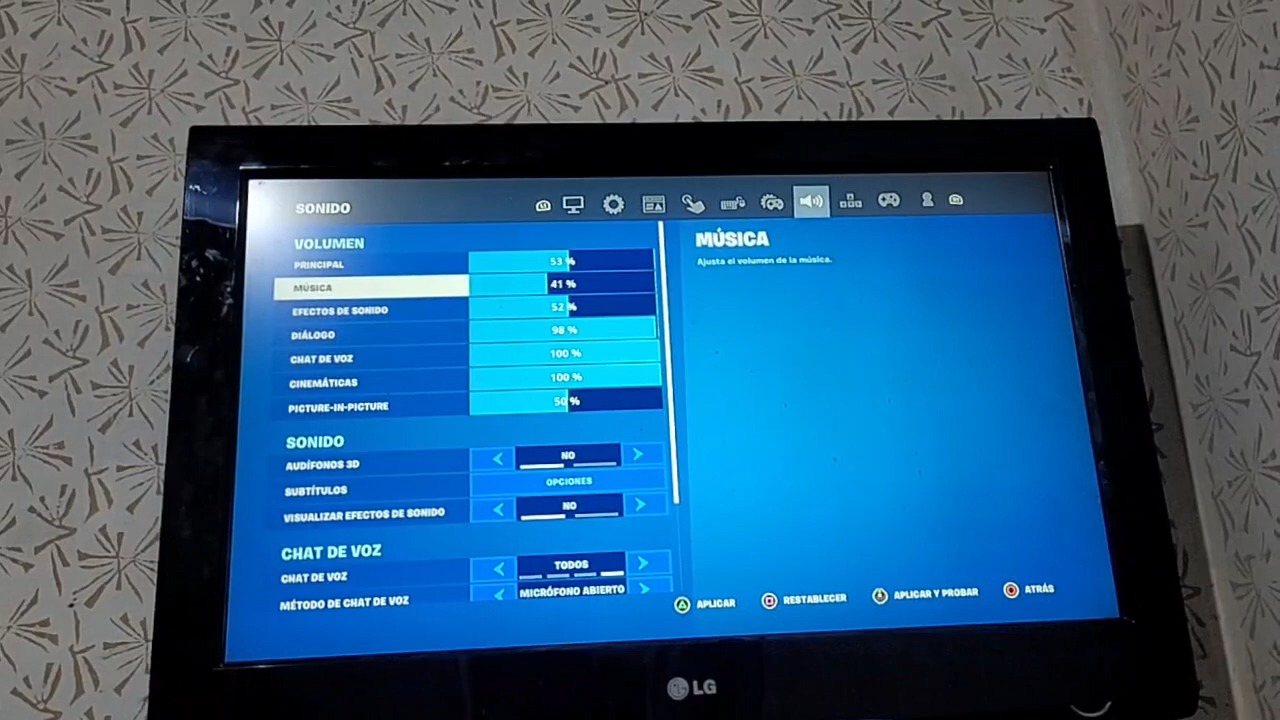 SONIDO
VOLUMEN
PRINCIPAL 53 %
MÚSICA 41 %
EFECTOS DE SONIDO 52 %
DIÁLOGO 98 %
CHAT DE VOZ 100 %
CINEMÁTICAS 100 %
PICTURE-IN-PICTURE 50 %
SONIDO
AUDÍFONOS 3D NO
SUBTÍTULOS OPCIONES
VISUALIZAR EFECTOS DE SONIDO NO
CHAT DE VOZ
CHAT DE VOZ TODOS
MÉTODO DE CHAT DE VOZ MICRÓFONO ABIERTO
MÚSICA
Ajusta el volumen de la música.
APLICAR RESTABLECER APLICAR Y PROBAR ATRÁS
LG